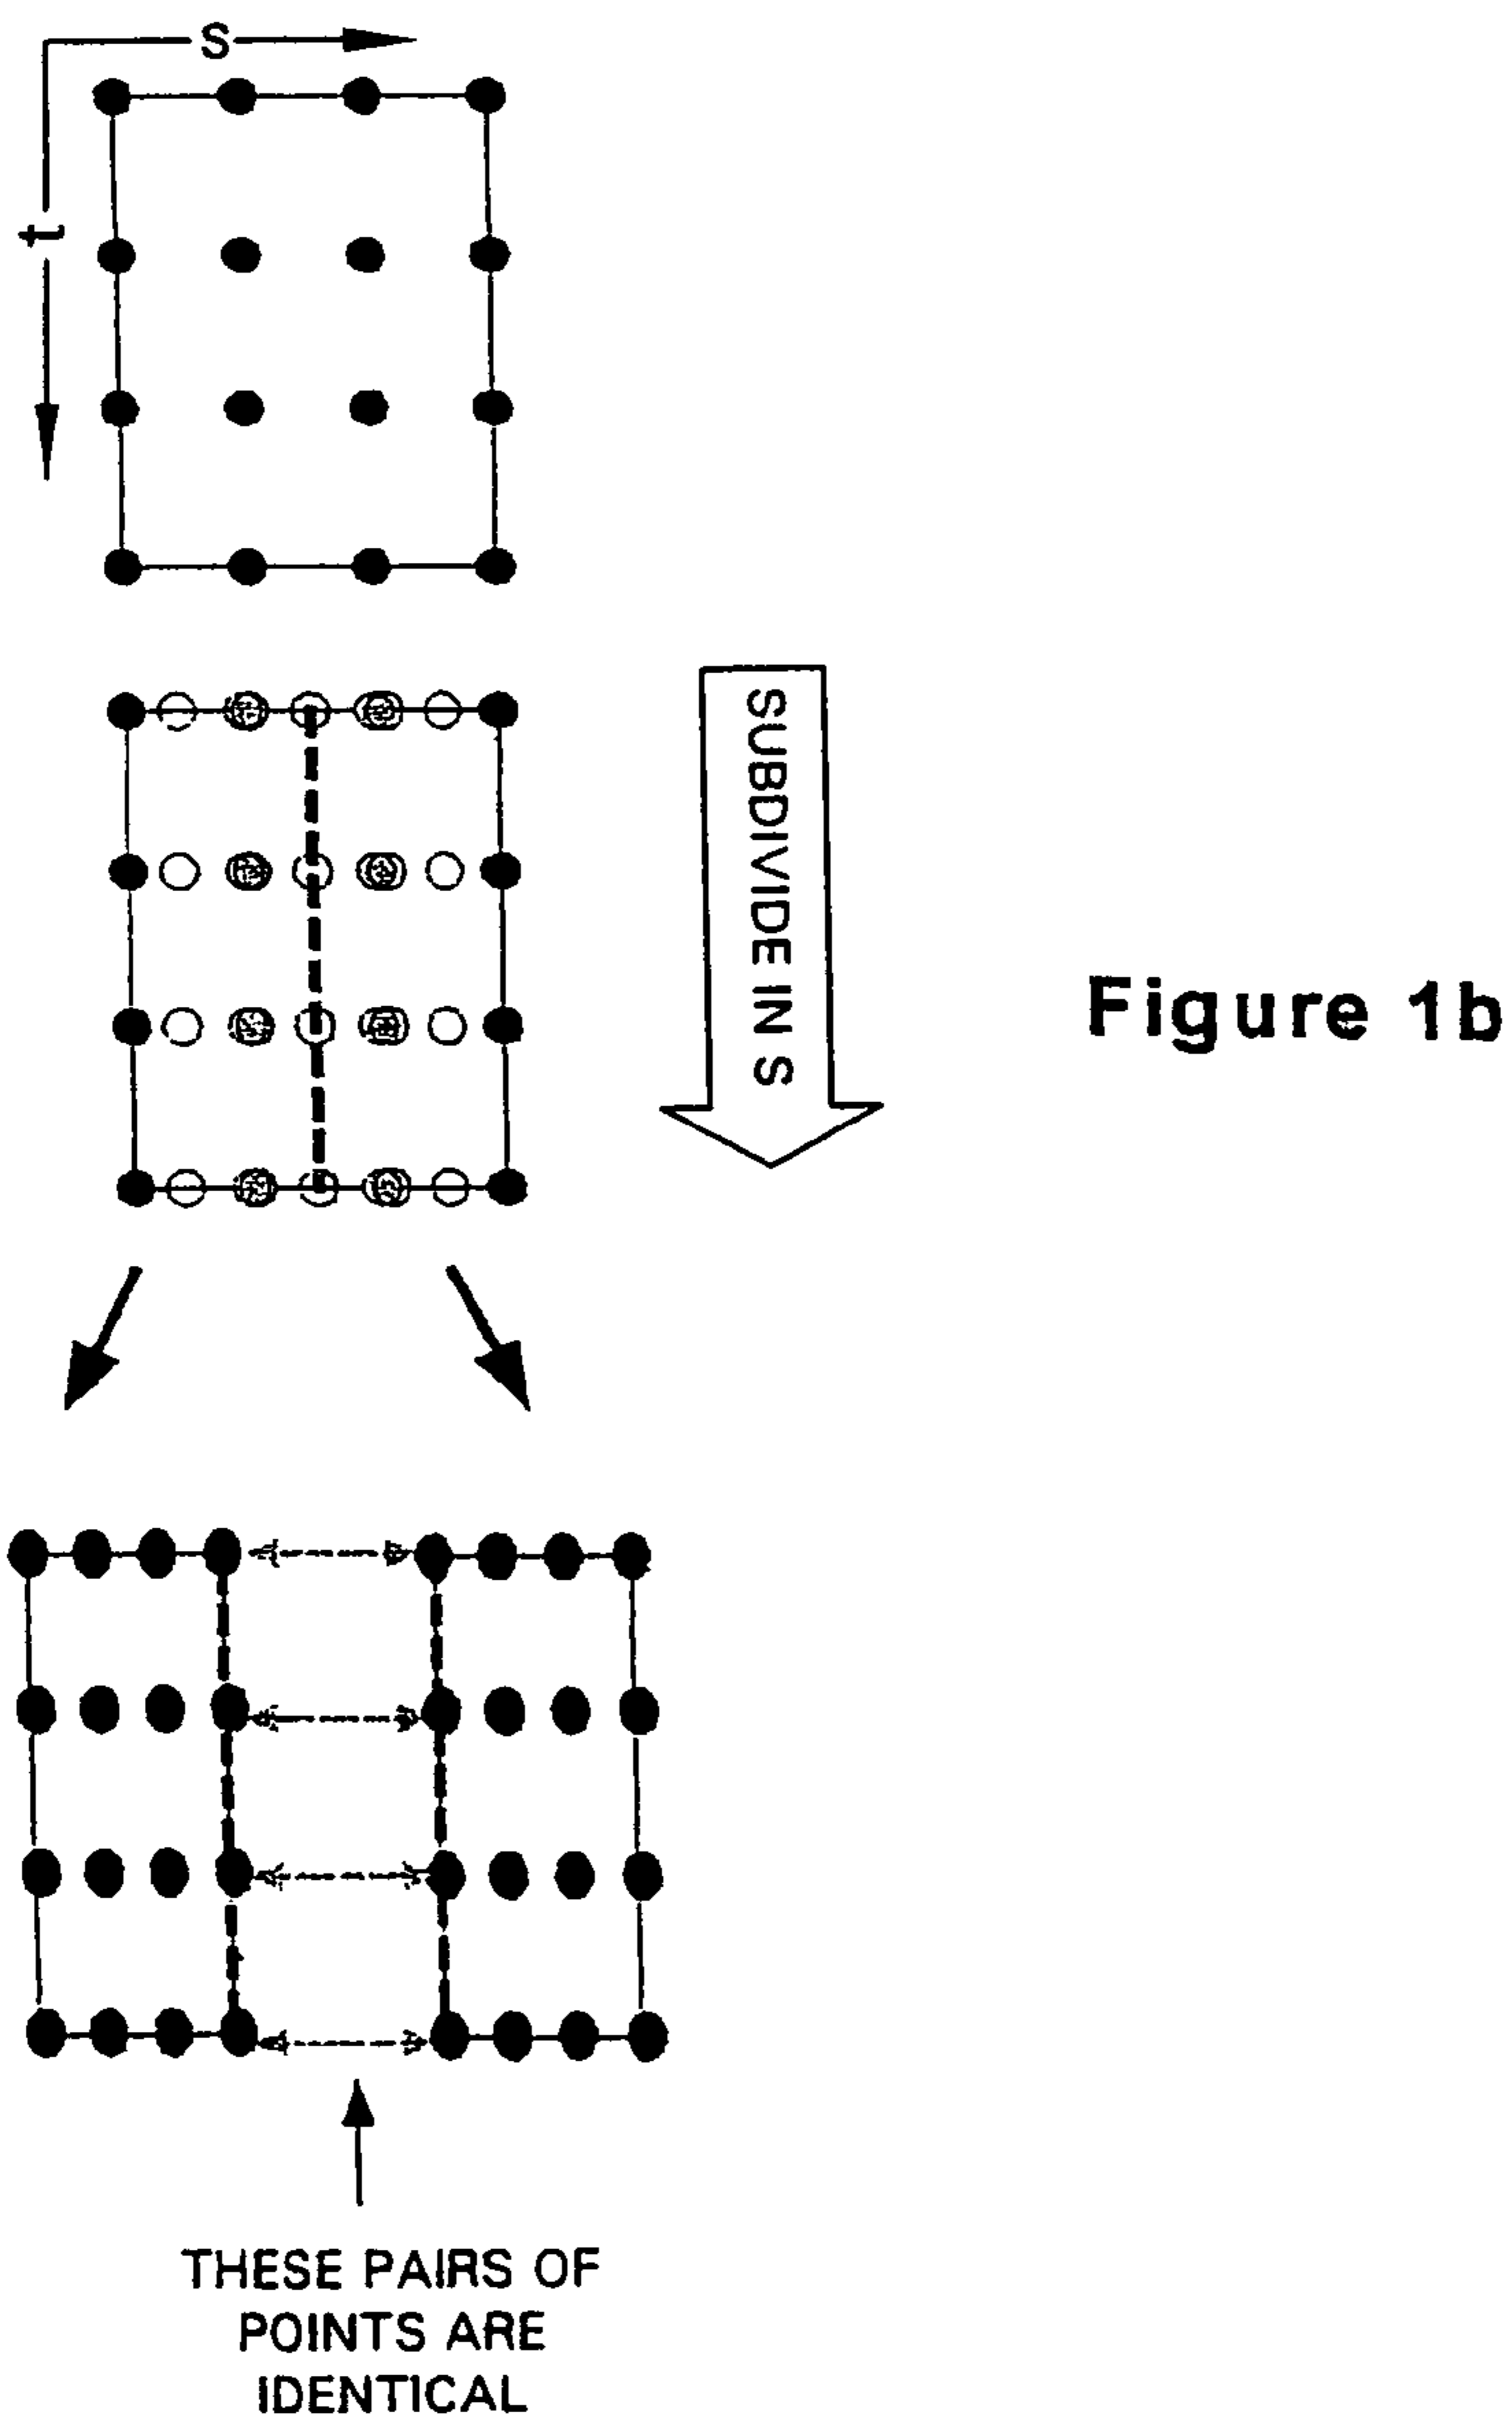 s
t
SUBDIVIDE IN S
Figure 1b
THESE PAIRS OF
POINTS ARE
IDENTICAL